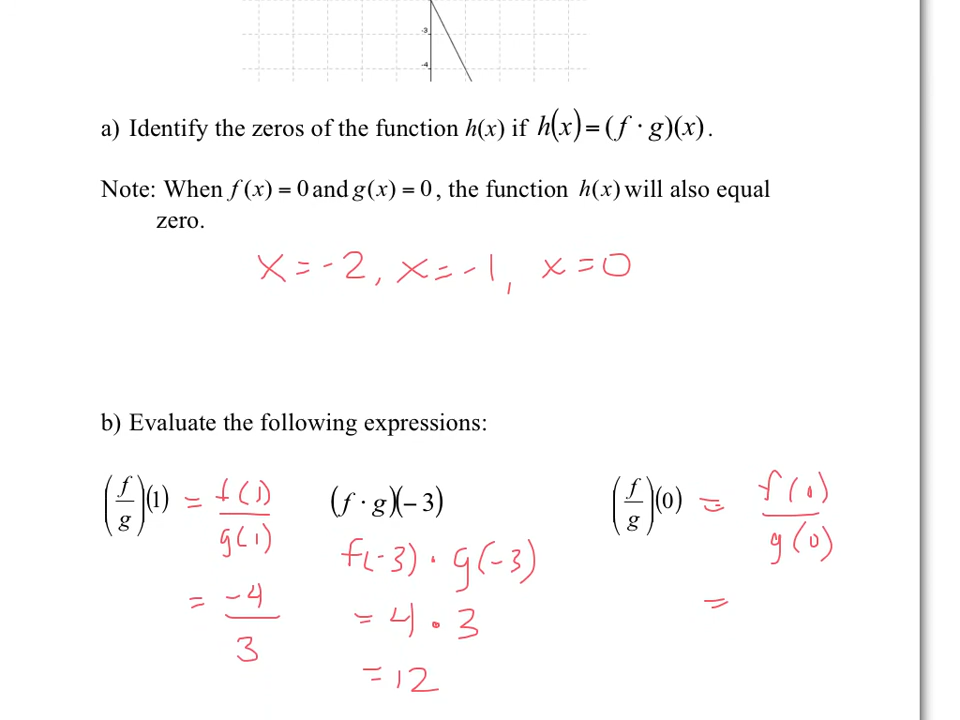 -3
-4
a) Identify the zeros of the function h(x) if h(x) = (f · g)(x).
Note: When f(x) = 0 and g(x) = 0, the function h(x) will also equal
zero.
x = -2, x = -1, x = 0
b) Evaluate the following expressions:
(f/g)(1) = f(1)/g(1)
= -4/3
(f · g)(-3)
f(-3) · g(-3)
= 4 · 3
= 12
(f/g)(0) = f(0)/g(0)
=